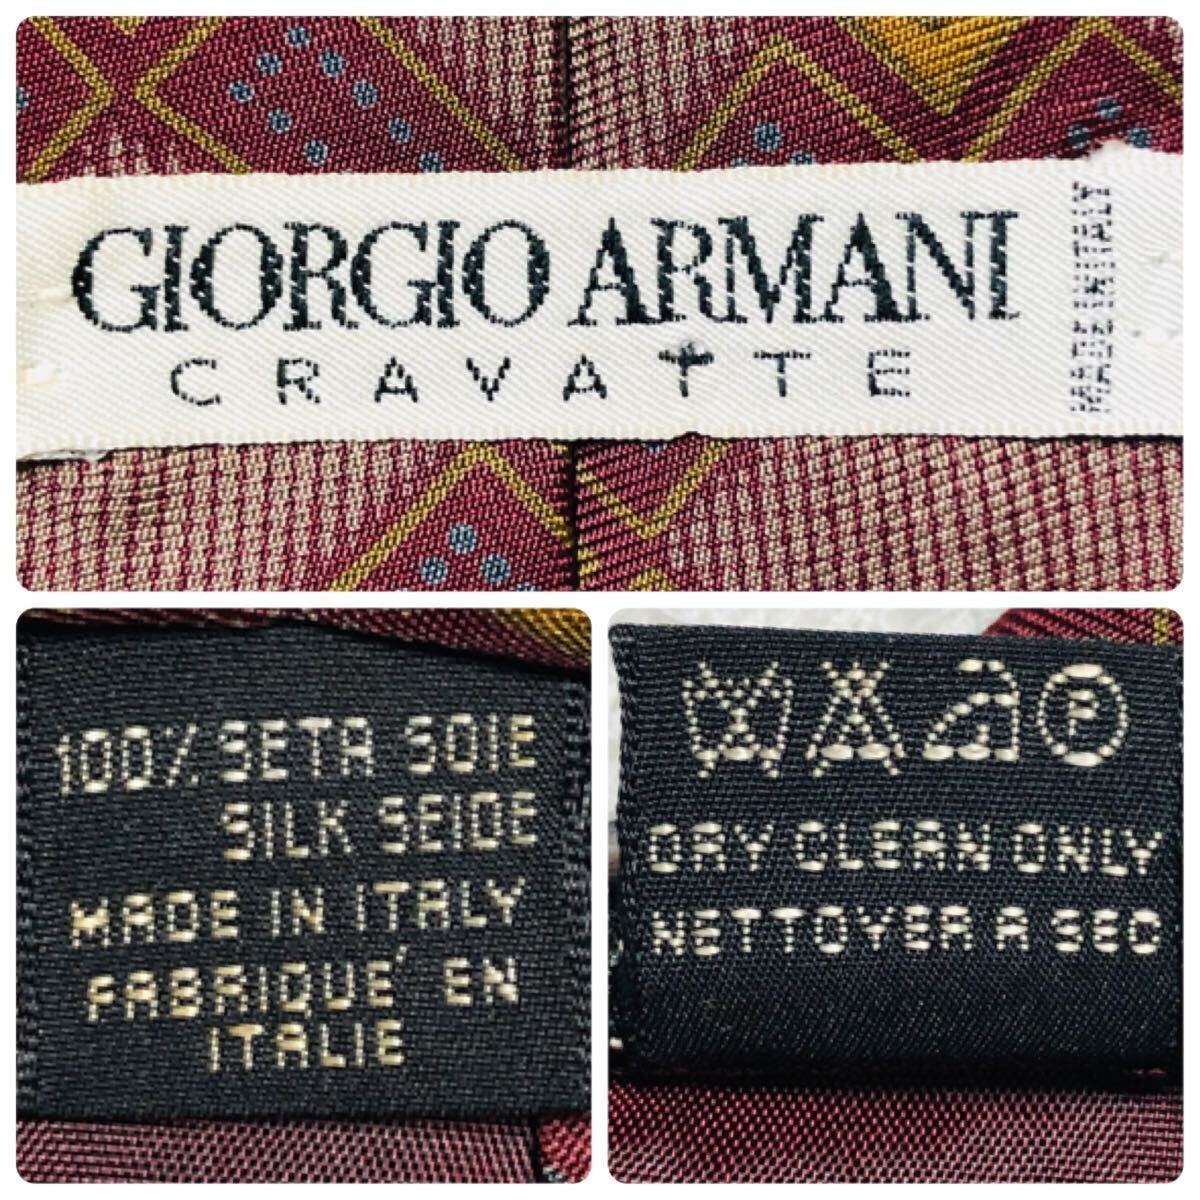 GIORGIO ARMANI
CRAVATTE
MADE IN ITALY
100% SETA SOIE
SILK SEIDE
MADE IN ITALY
FABRIQUÉ EN
ITALIE
P
DRY CLEAN ONLY
NETTOYER A SEC